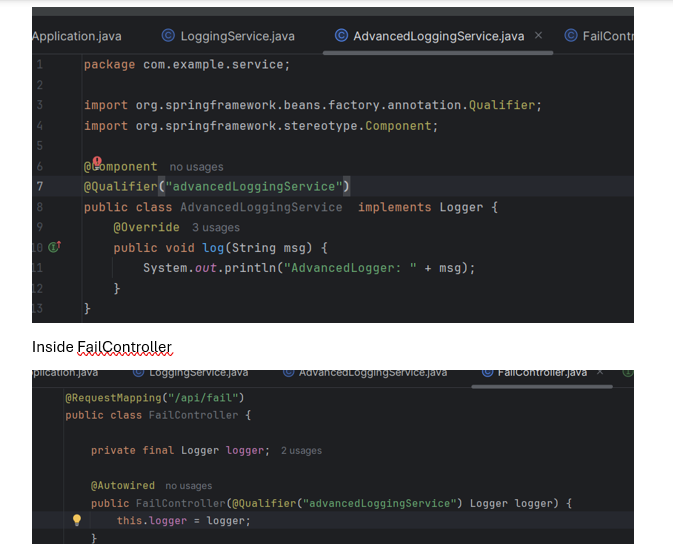 Application.java LoggingService.java AdvancedLoggingService.java × FailContr
1 package com.example.service;
2
3 import org.springframework.beans.factory.annotation.Qualifier;
4 import org.springframework.stereotype.Component;
5
6 @Component no usages
7 @Qualifier("advancedLoggingService")
8 public class AdvancedLoggingService implements Logger {
9 @Override 3 usages
10 public void log(String msg) {
11 System.out.println("AdvancedLogger: " + msg);
12 }
13 }
Inside FailController
plication.java LoggingService.java AdvancedLoggingService.java FailController.java ×
@RequestMapping("/api/fail")
public class FailController {
private final Logger logger; 2 usages
@Autowired no usages
public FailController(@Qualifier("advancedLoggingService") Logger logger) {
this.logger = logger;
}